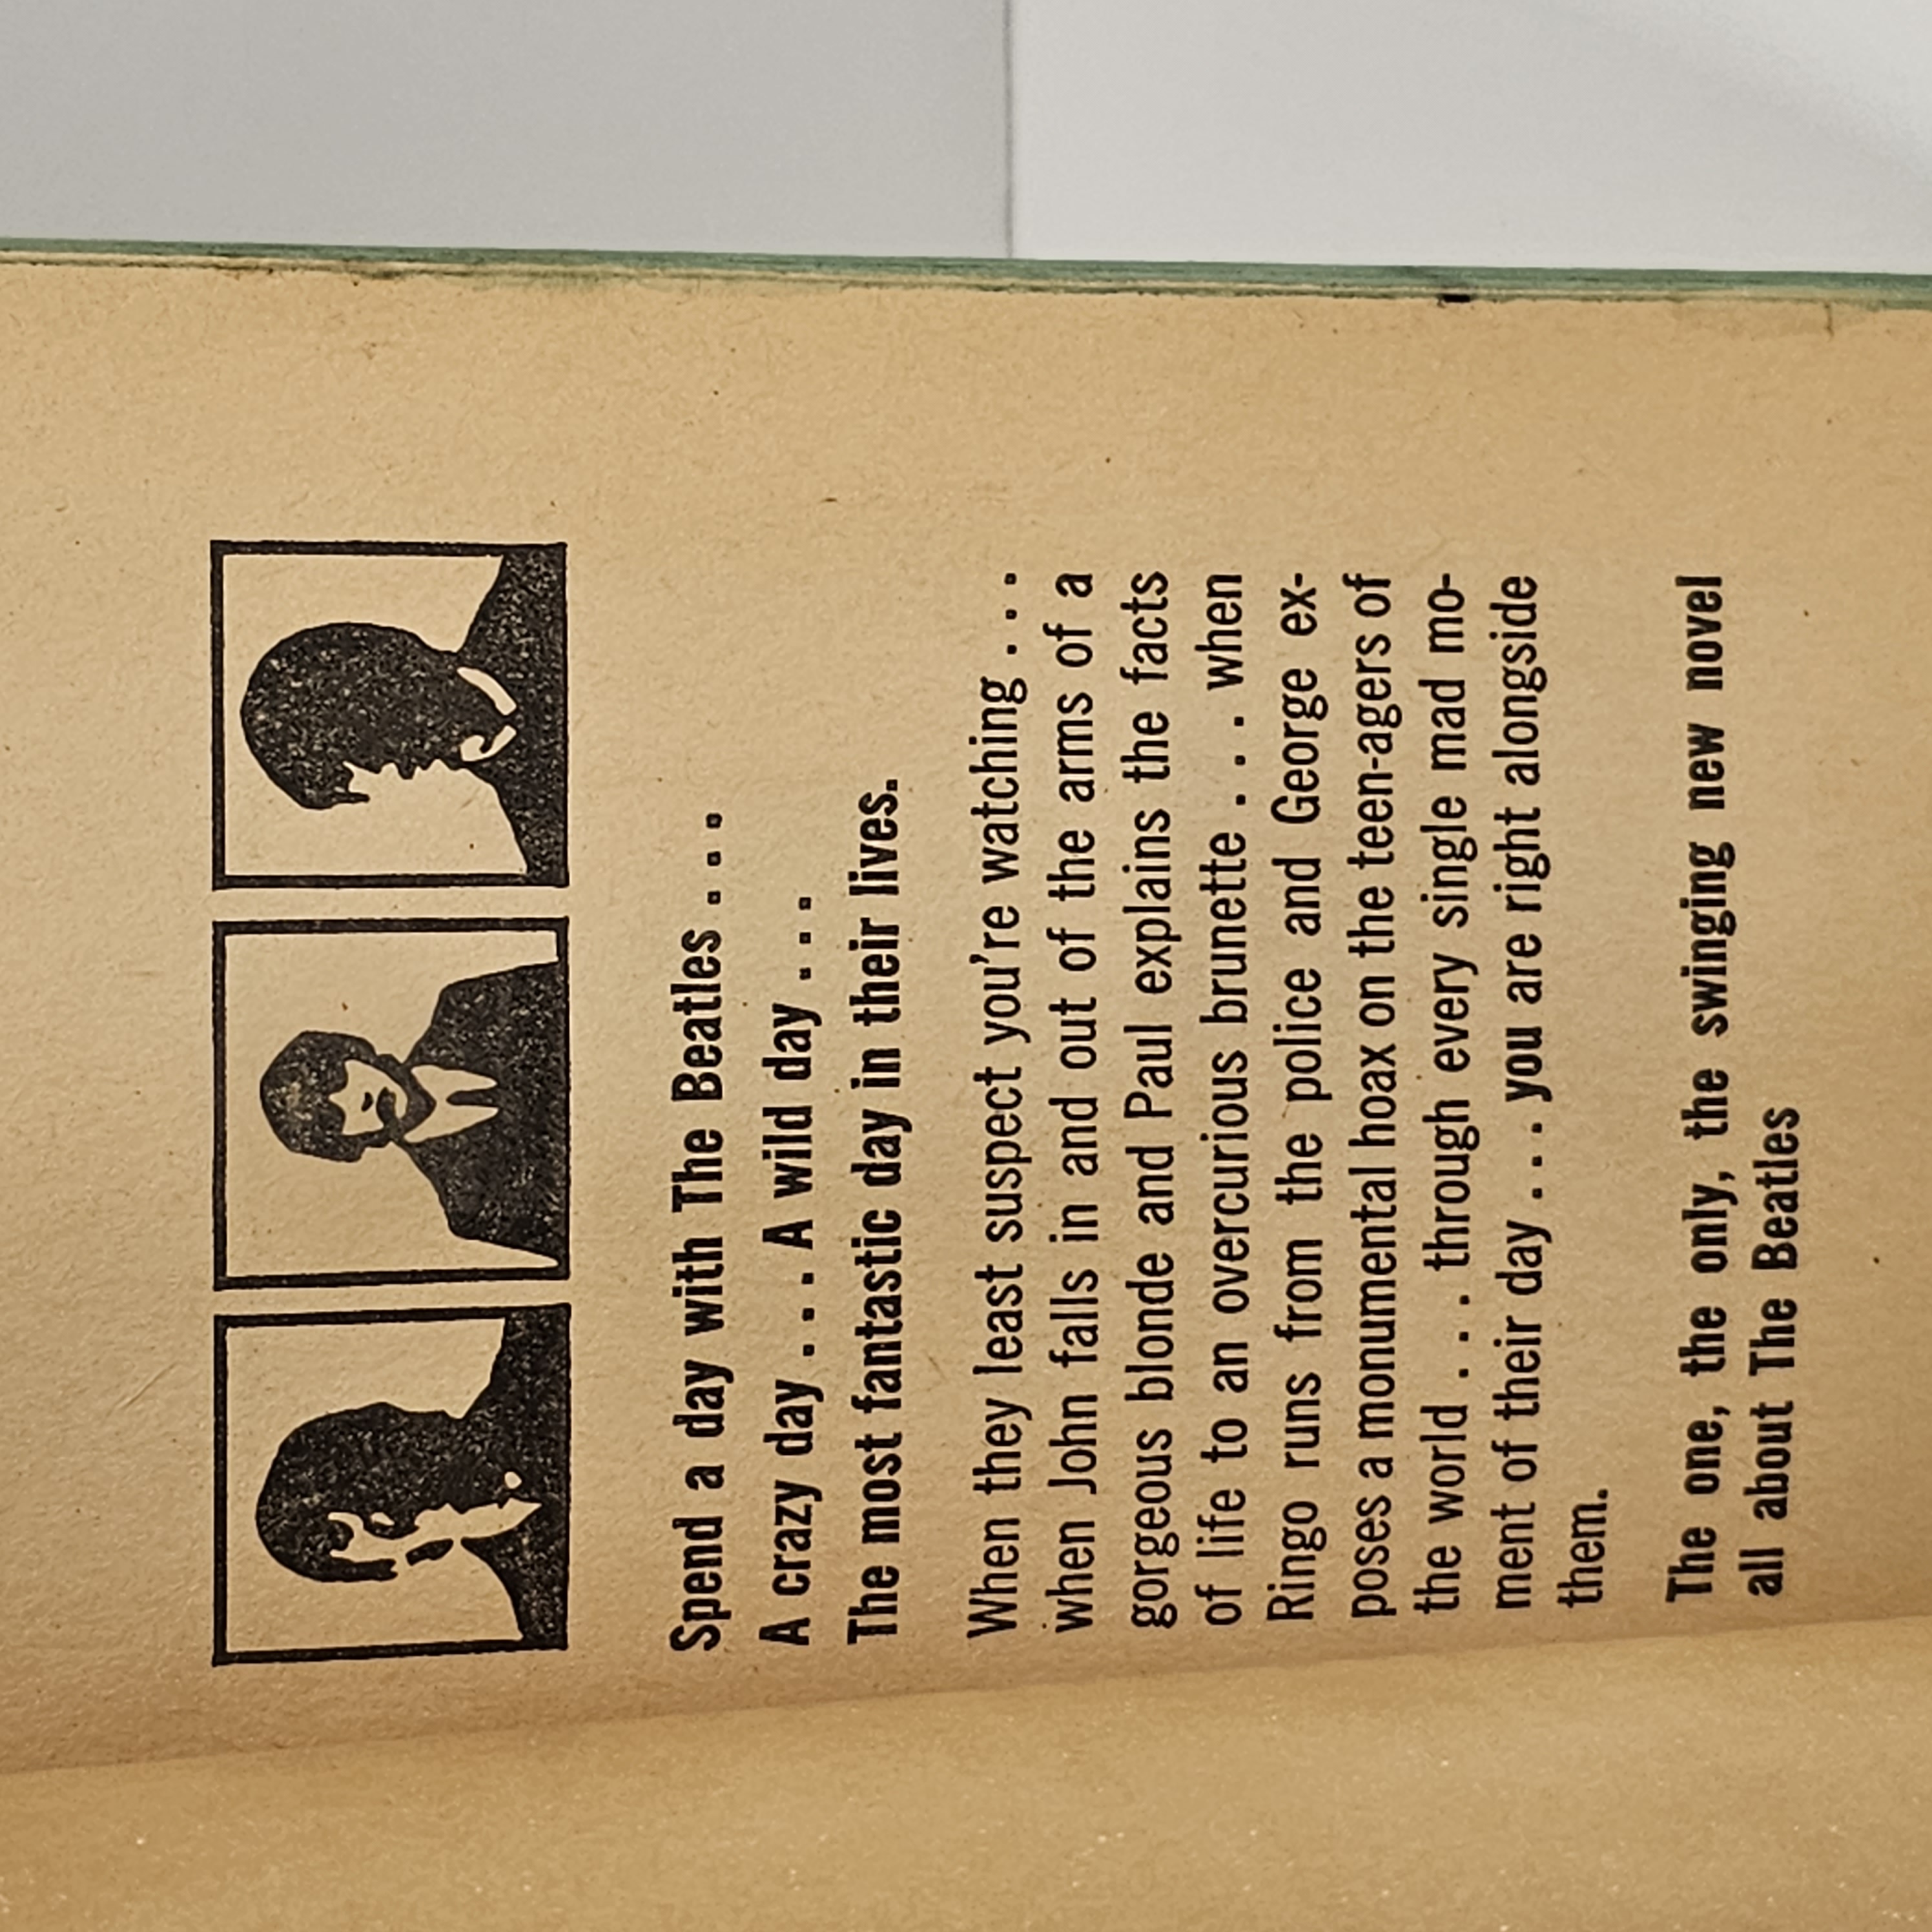 Spend a day with The Beatles . . .
A crazy day . . . A wild day . . .
The most fantastic day in their lives.
When they least suspect you're watching . . .
when John falls in and out of the arms of a
gorgeous blonde and Paul explains the facts
of life to an overcurious brunette . . . when
Ringo runs from the police and George ex-
poses a monumental hoax on the teen-agers of
the world . . . through every single mad mo-
ment of their day . . . you are right alongside
them.
The one, the only, the swinging new novel
all about The Beatles